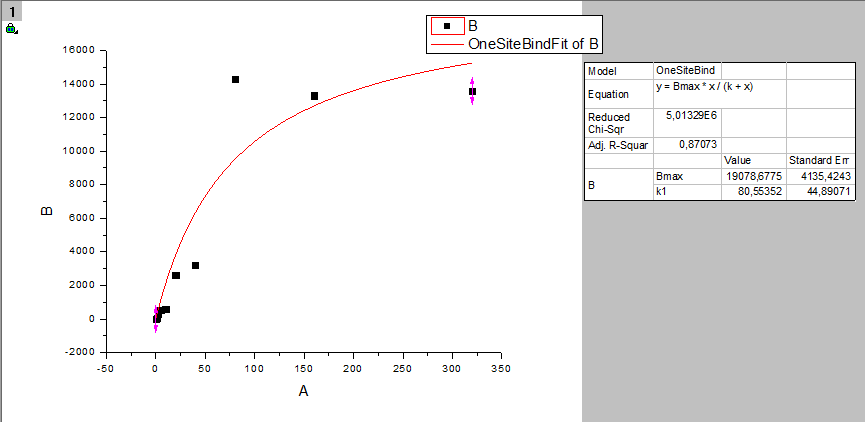 1
B
OneSiteBindFit of B
16000
14000
12000
10000
8000
6000
4000
2000
0
-2000
B
-50 0 50 100 150 200 250 300 350
A
Model OneSiteBind
Equation y = Bmax * x / (k + x)
Reduced Chi-Sqr 5,01329E6
Adj. R-Squar 0,87073
Value Standard Err
B Bmax 19078,6775 4135,4243
k1 80,55352 44,89071